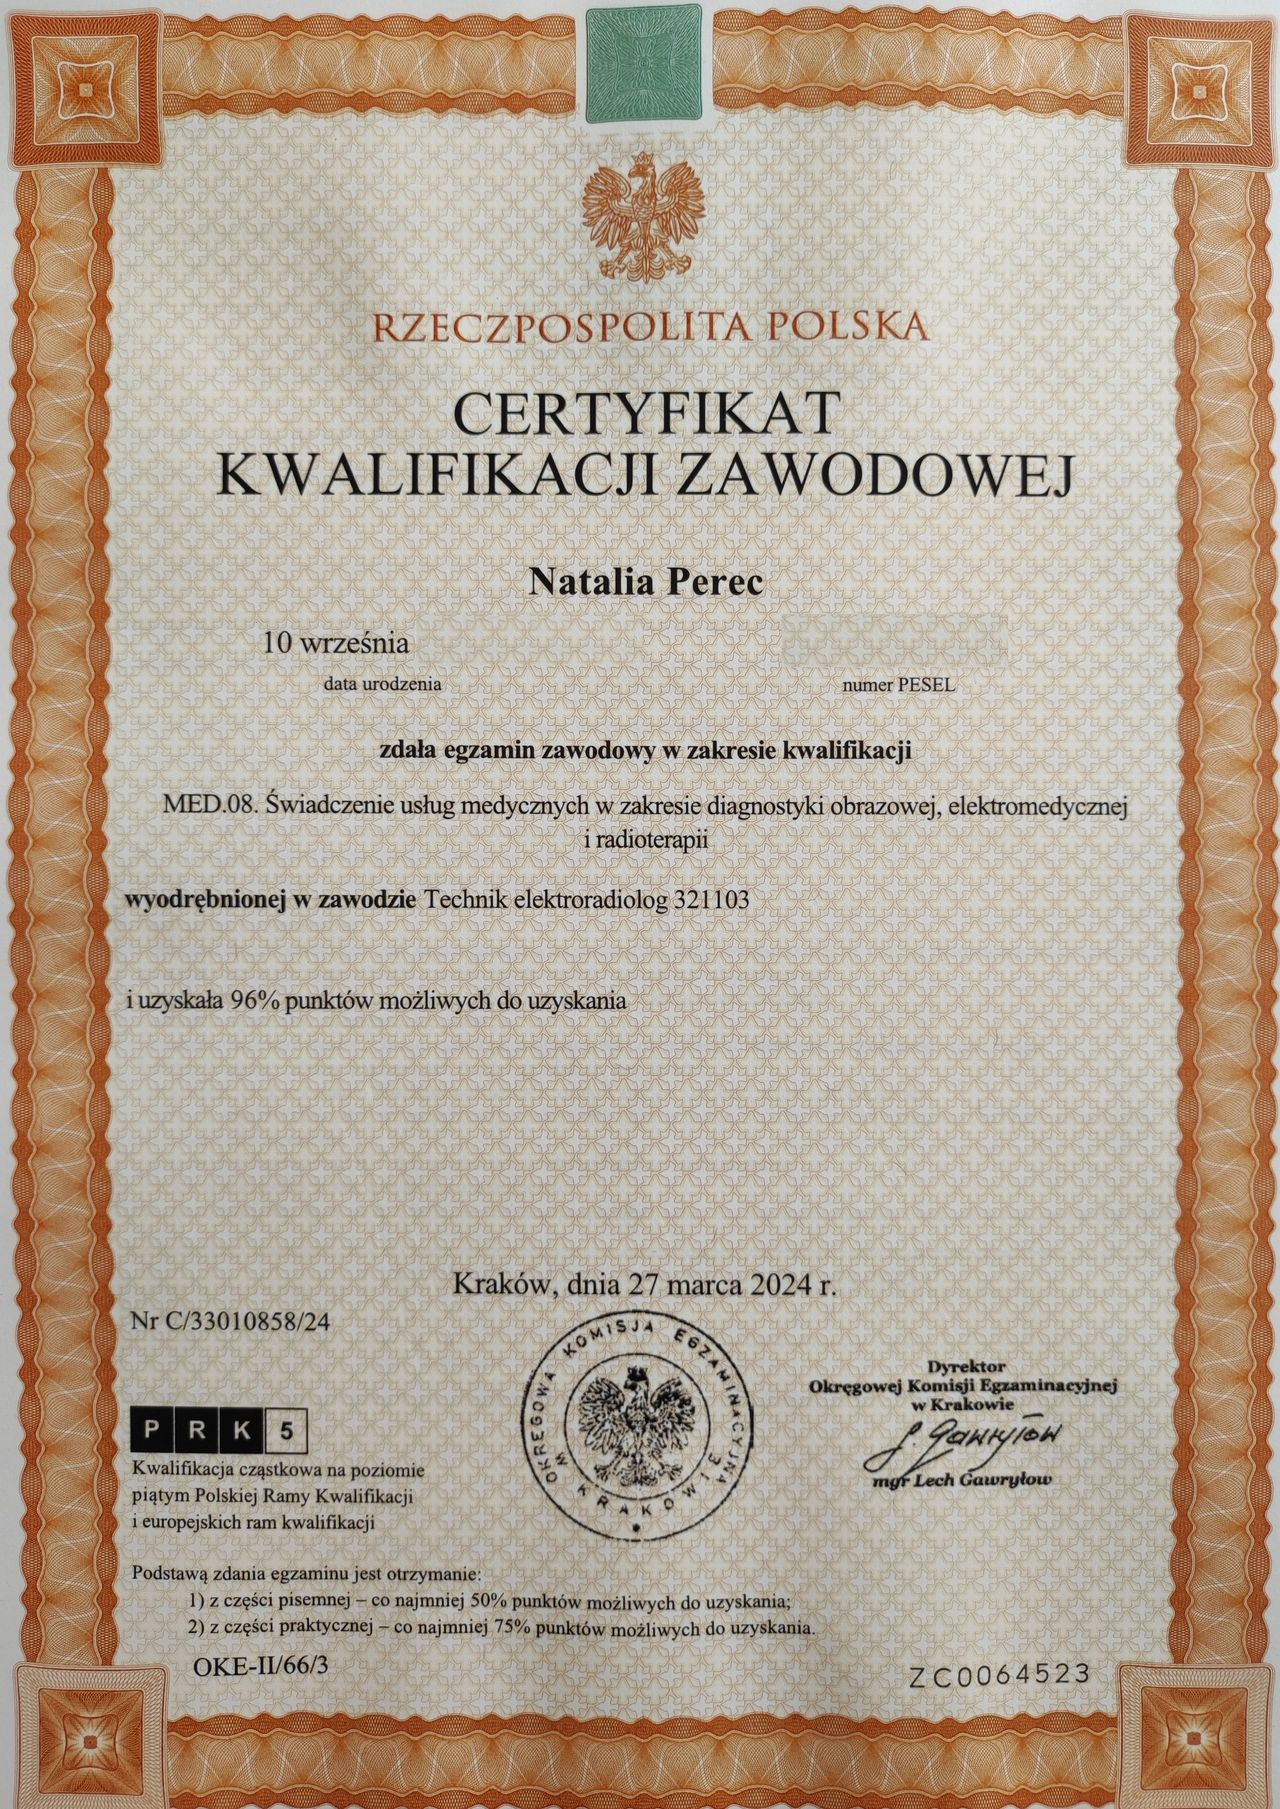 RZECZPOSPOLITA POLSKA
CERTYFIKAT
KWALIFIKACJI ZAWODOWEJ
Natalia Perec
10 września
data urodzenia
numer PESEL
zdała egzamin zawodowy w zakresie kwalifikacji
MED.08. Świadczenie usług medycznych w zakresie diagnostyki obrazowej, elektromedycznej
i radioterapii
wyodrębnionej w zawodzie Technik elektroradiolog 321103
i uzyskała 96% punktów możliwych do uzyskania
Kraków, dnia 27 marca 2024 r.
Nr C/33010858/24
OKRĘGOWA KOMISJA EGZAMINACYJNA
W KRAKOWIE
Dyrektor
Okręgowej Komisji Egzaminacyjnej
w Krakowie
L. Gawryłow
mgr Lech Gawryłow
PRK5
Kwalifikacja cząstkowa na poziomie
piątym Polskiej Ramy Kwalifikacji
i europejskich ram kwalifikacji
Podstawą zdania egzaminu jest otrzymanie:
1) z części pisemnej – co najmniej 50% punktów możliwych do uzyskania;
2) z części praktycznej – co najmniej 75% punktów możliwych do uzyskania.
OKE-II/66/3
ZC0064523